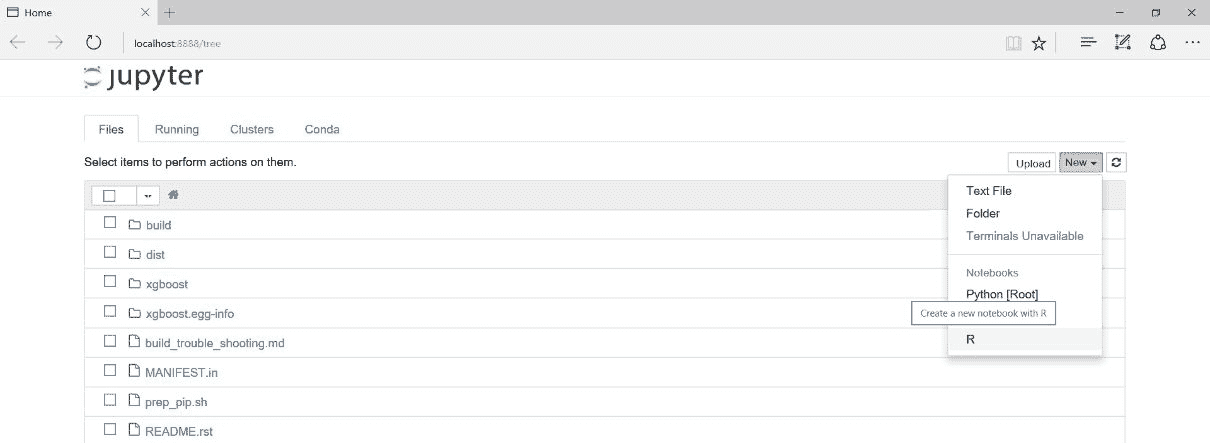 Home
localhost:8888/tree
jupyter
Files Running Clusters Conda
Select items to perform actions on them.
Upload New
Text File
Folder
Terminals Unavailable
Notebooks
Python [Root]
Create a new notebook with R
R
build
dist
xgboost
xgboost.egg-info
build_trouble_shooting.md
MANIFEST.in
prep_pip.sh
README.rst